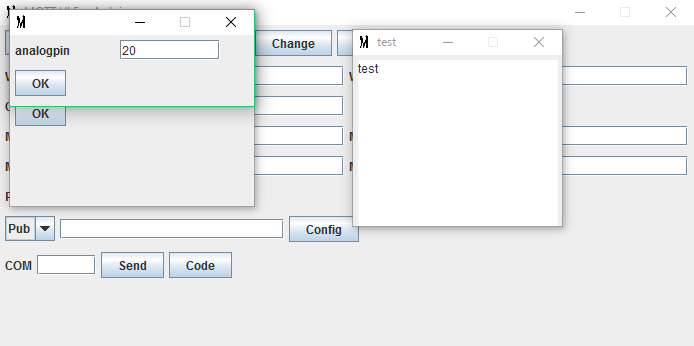 analogpin 20
OK
OK
Change
test
test
Pub
Config
COM
Send
Code